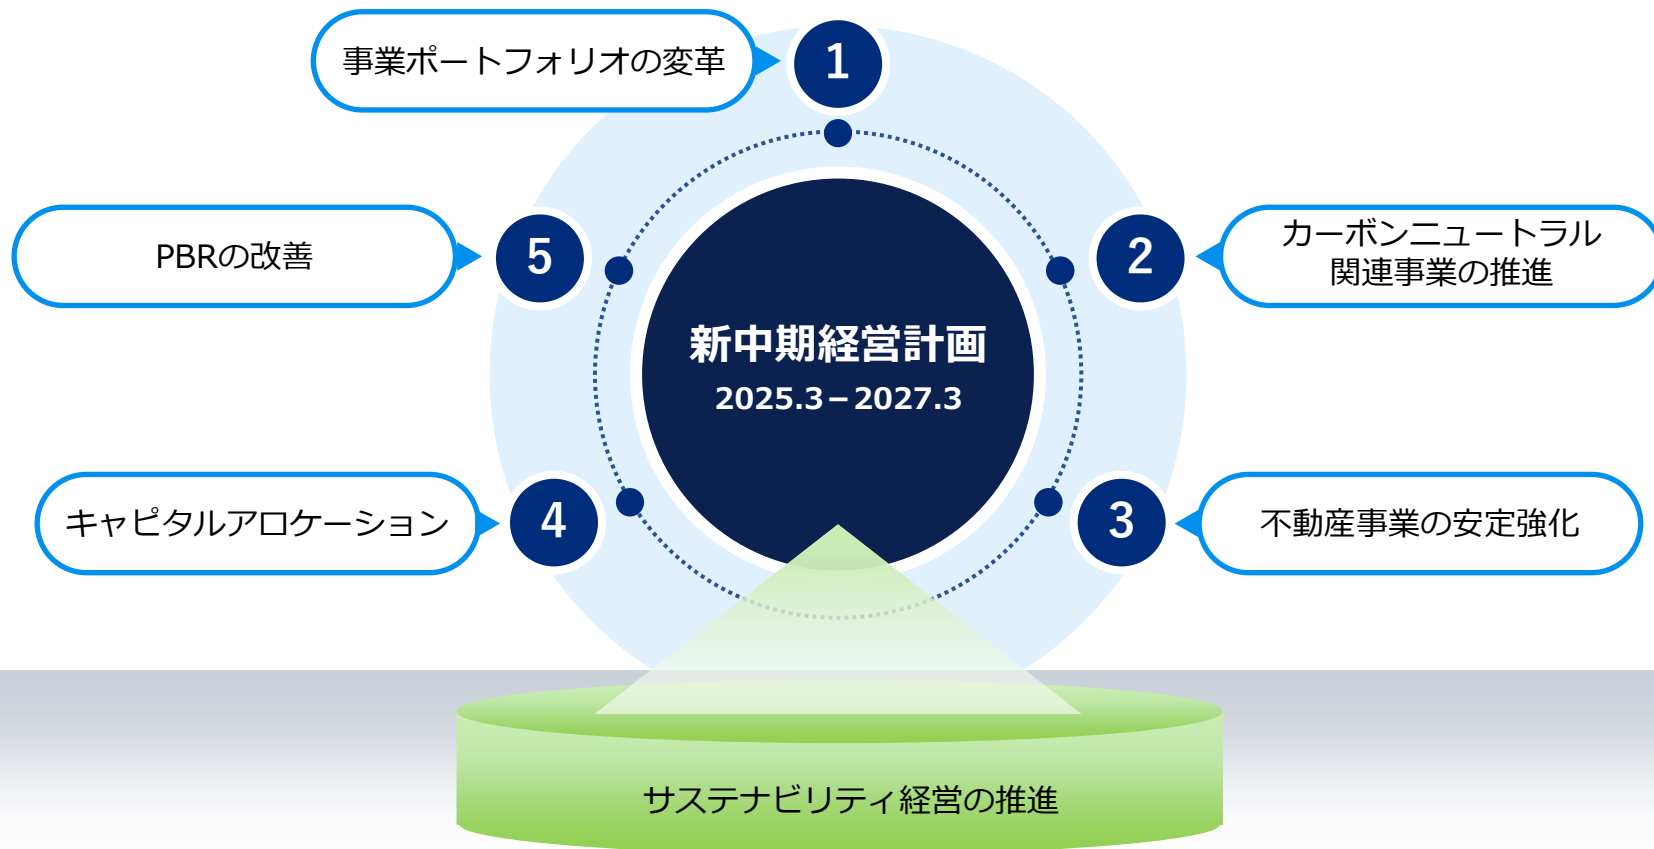 事業ポートフォリオの変革
1
2
カーボンニュートラル
関連事業の推進
3
不動産事業の安定強化
4
キャピタルアロケーション
5
PBRの改善
新中期経営計画
2025.3－2027.3
サステナビリティ経営の推進